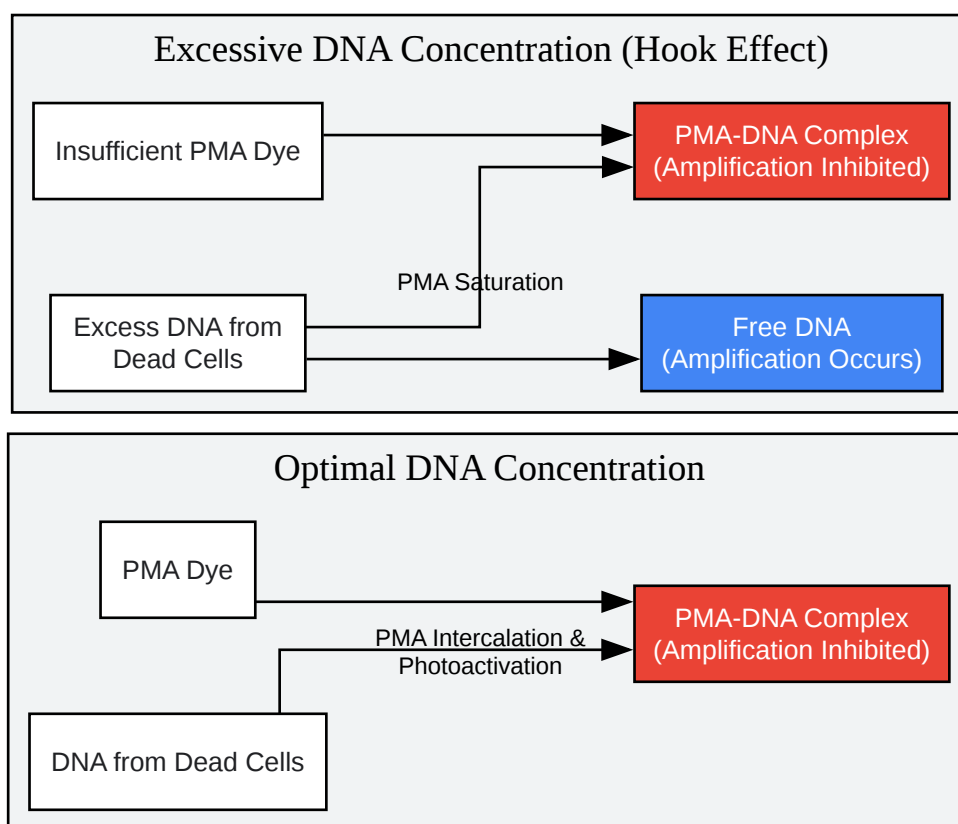 Excessive DNA Concentration (Hook Effect)
Insufficient PMA Dye
PMA-DNA Complex
(Amplification Inhibited)
PMA Saturation
Excess DNA from
Dead Cells
Free DNA
(Amplification Occurs)
Optimal DNA Concentration
PMA Dye
PMA-DNA Complex
(Amplification Inhibited)
PMA Intercalation &
Photoactivation
DNA from Dead Cells